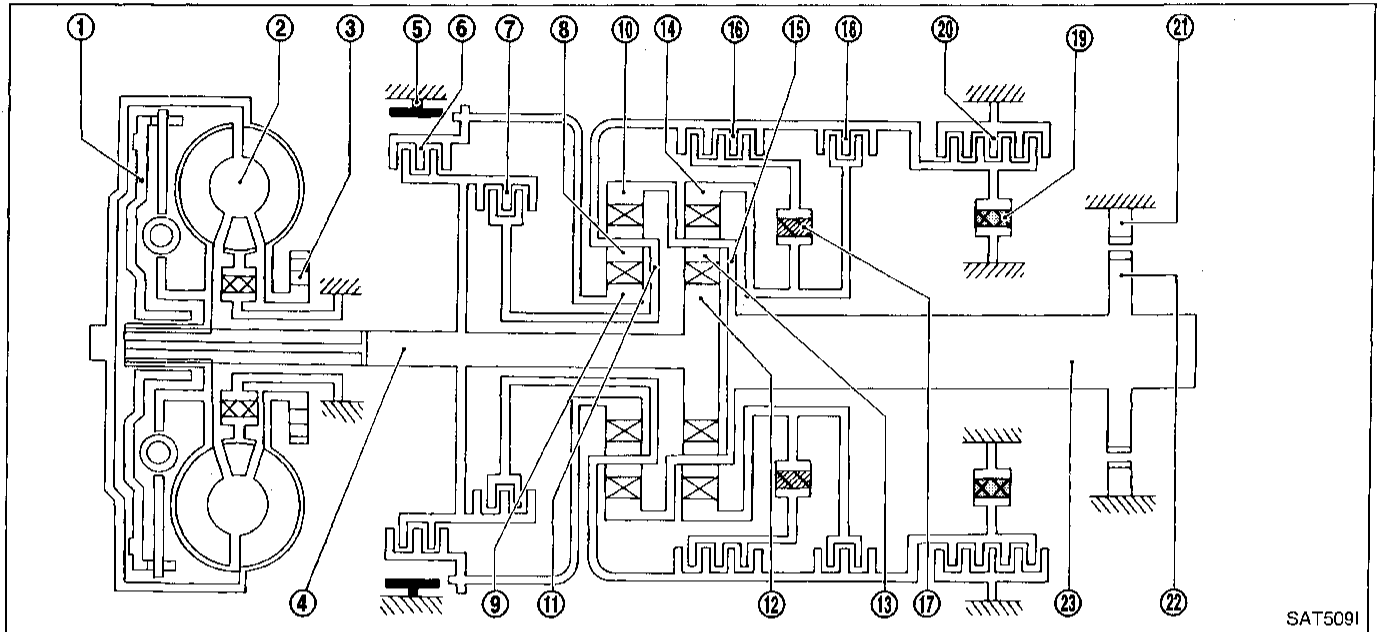 ① ② ③ ⑤ ⑥ ⑦ ⑧ ⑩ ⑭ ⑯ ⑮ ⑱ ⑳ ⑲ ㉑
④ ⑨ ⑪ ⑫ ⑬ ⑰ ㉓ ㉒
SAT509I